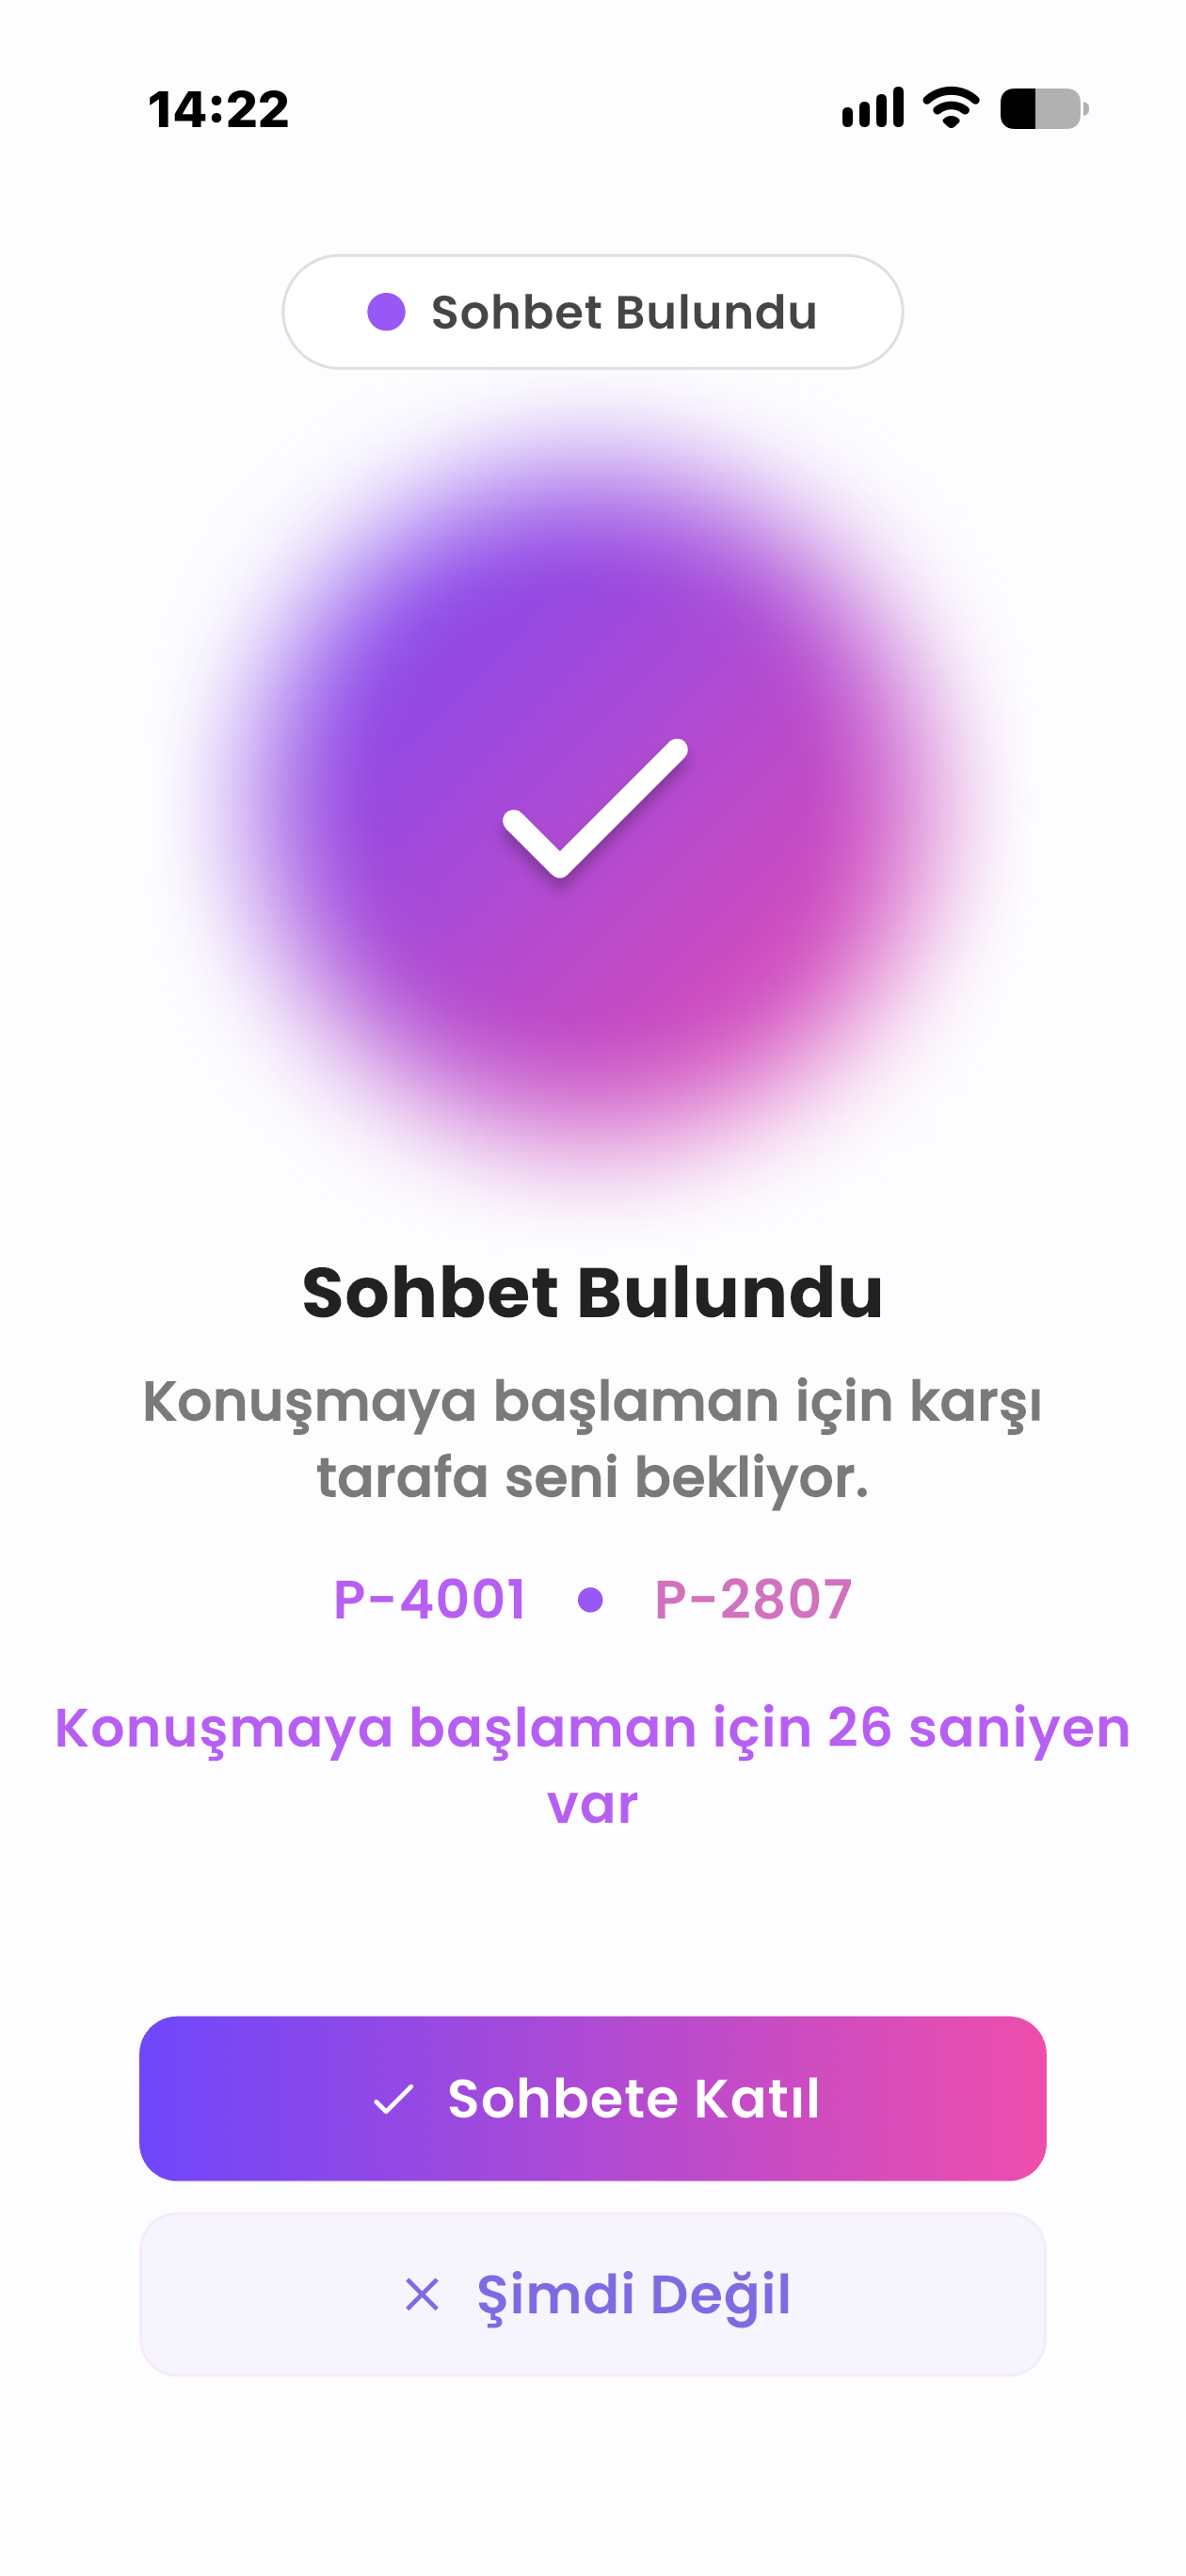 14:22
Sohbet Bulundu
Sohbet Bulundu
Konuşmaya başlaman için karşı
tarafa seni bekliyor.
P-4001 • P-2807
Konuşmaya başlaman için 26 saniyen
var
Sohbete Katıl
Şimdi Değil